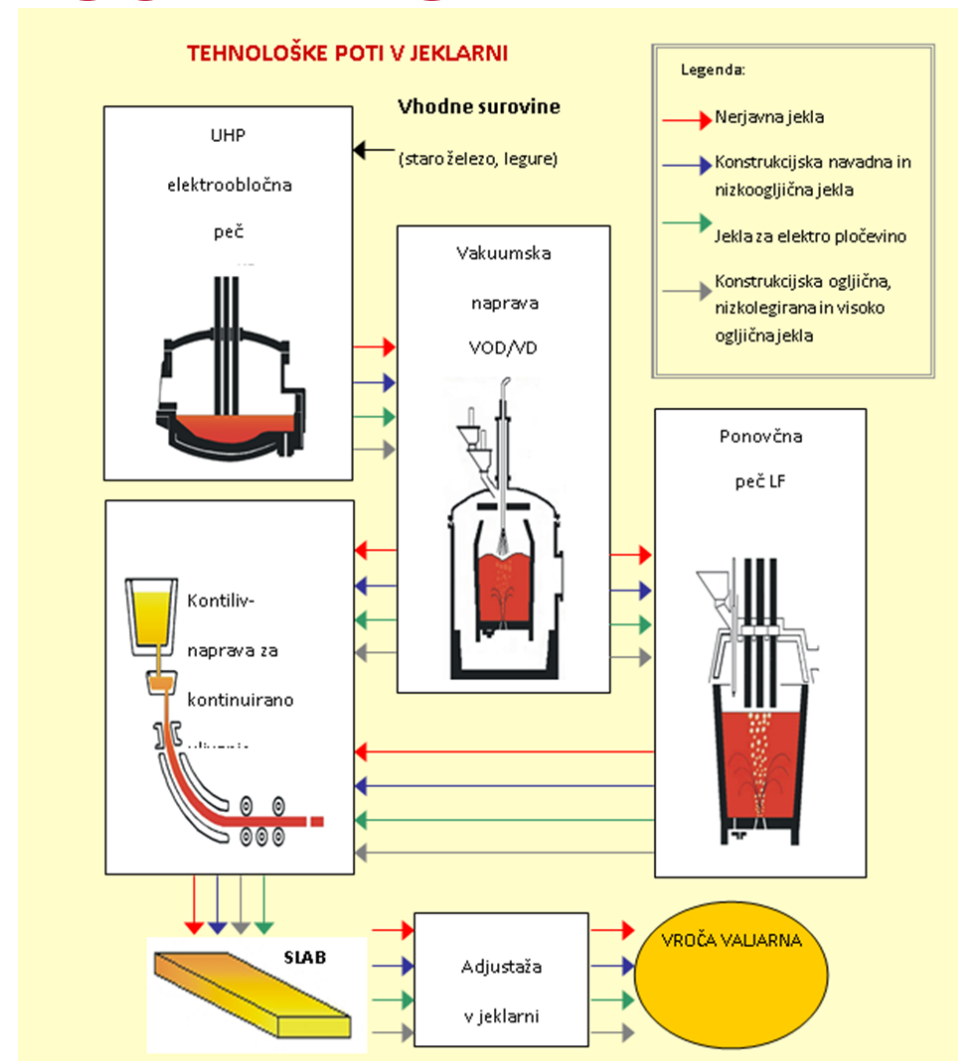 TEHNOLOŠKE POTI V JEKLARNI
UHP
elektroobločna
peč
Vhodne surovine
(staro železo, legure)
Legenda:
Nerjavna jekla
Konstrukcijska navadna in
nizkoogljična jekla
Jekla za elektro pločevino
Konstrukcijska ogljična,
nizkolegirana in visoko
ogljična jekla
Vakuumska
naprava
VOD/VD
Ponovčna
peč LF
Kontiliv-
naprava za
kontinuirano
SLAB
Adjustaža
v jeklarni
VROČA VALJARNA